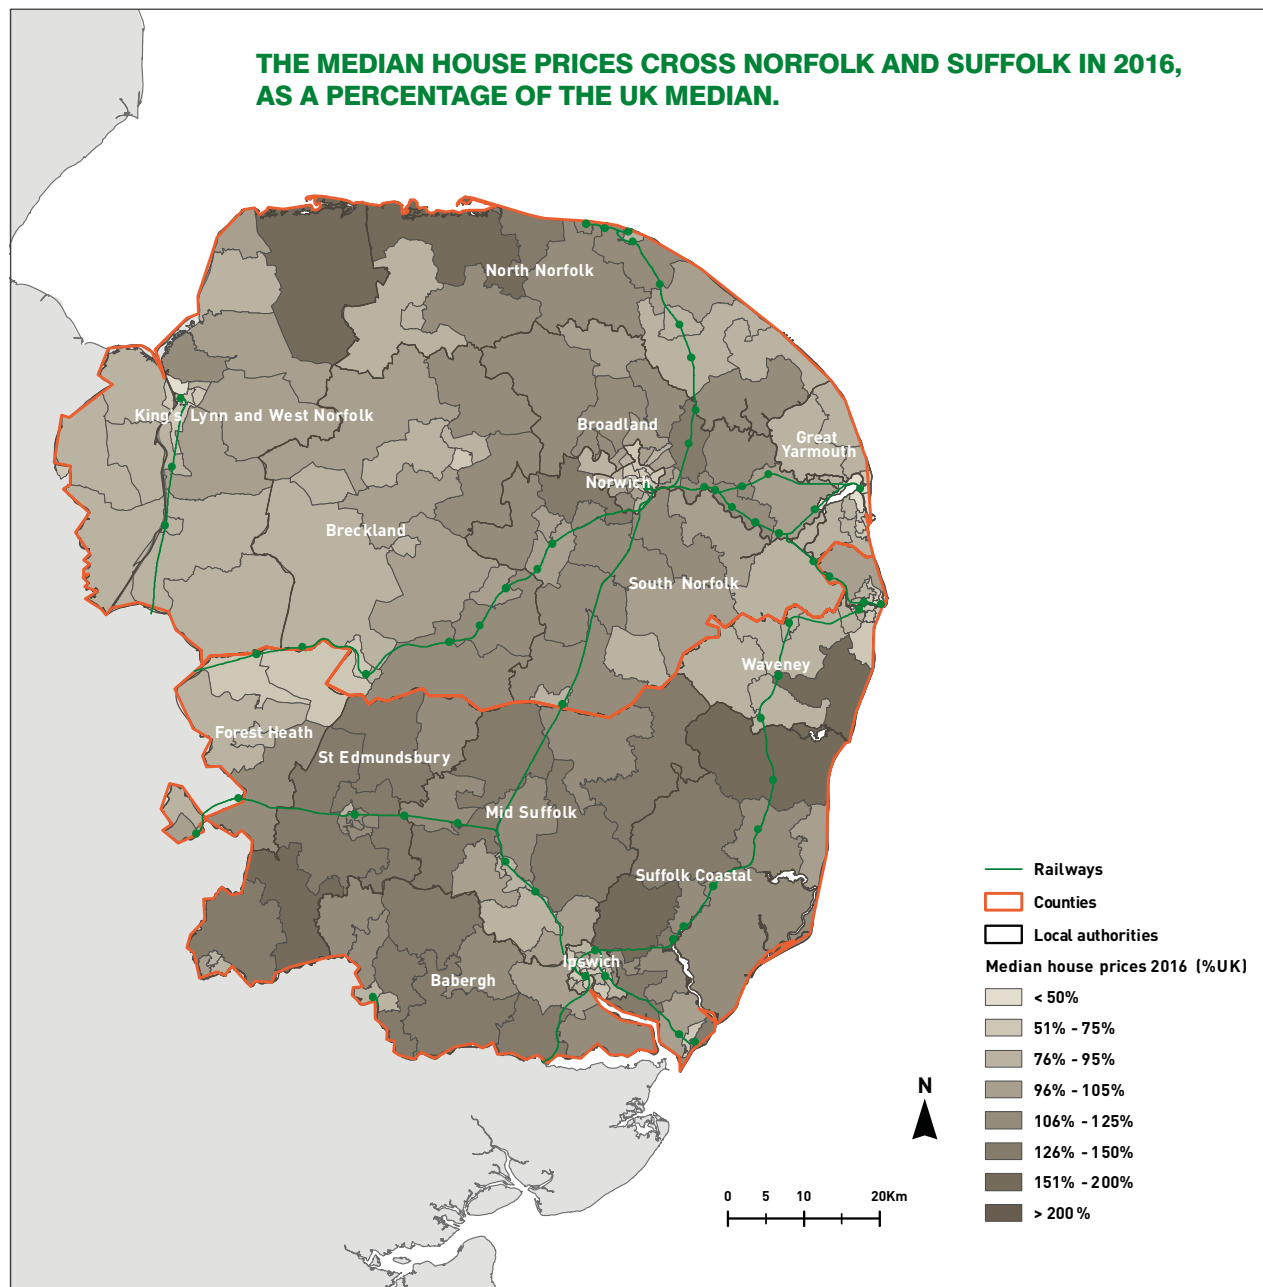 THE MEDIAN HOUSE PRICES CROSS NORFOLK AND SUFFOLK IN 2016,
AS A PERCENTAGE OF THE UK MEDIAN.
North Norfolk
King's Lynn and West Norfolk
Broadland
Great
Yarmouth
Norwich
Breckland
South Norfolk
Waveney
Forest Heath
St Edmundsbury
Mid Suffolk
Suffolk Coastal
Ipswich
Babergh
Railways
Counties
Local authorities
Median house prices 2016 (%UK)
< 50%
51% - 75%
76% - 95%
96% - 105%
106% - 125%
126% - 150%
151% - 200%
> 200 %
N
0 5 10 20Km